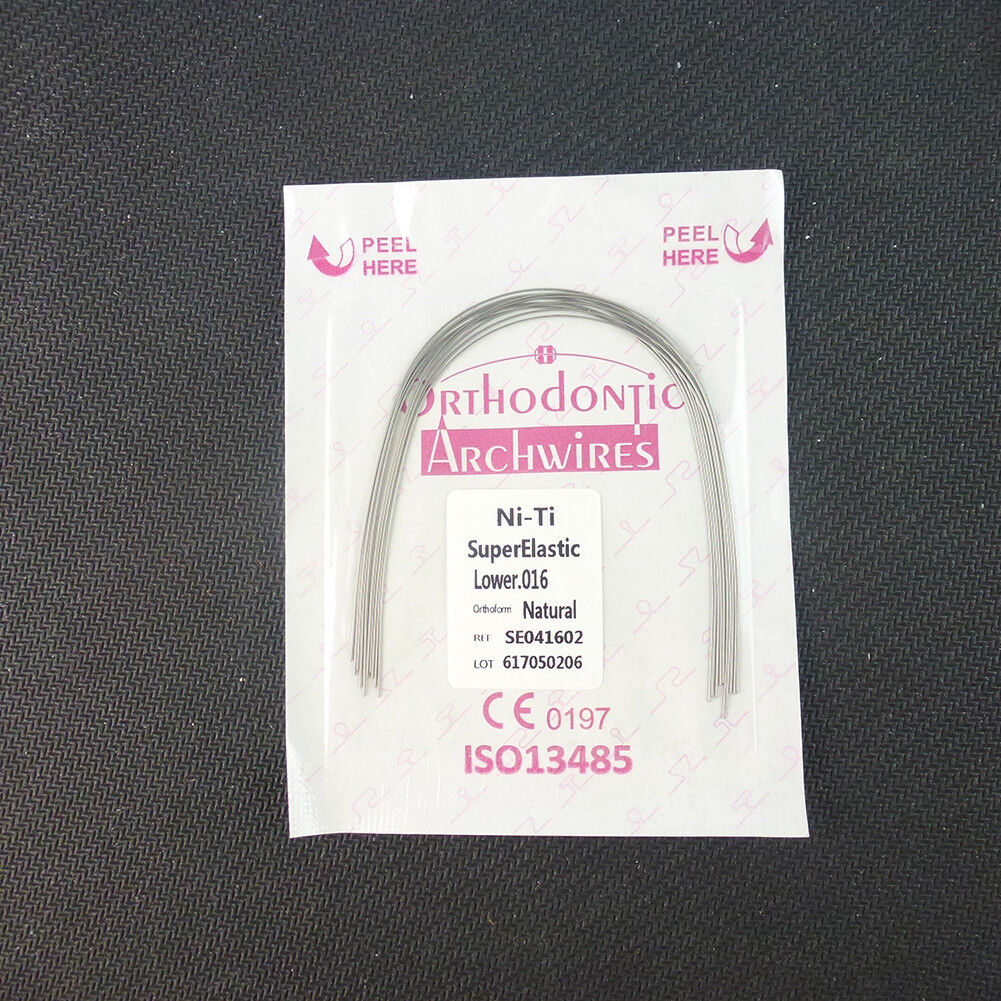 PEEL HERE
PEEL HERE
ORTHODONTIC
ARCHWIRES
Ni-Ti
SuperElastic
Lower.016
Orthoform Natural
REF SE041602
LOT 617050206
CE 0197
ISO13485